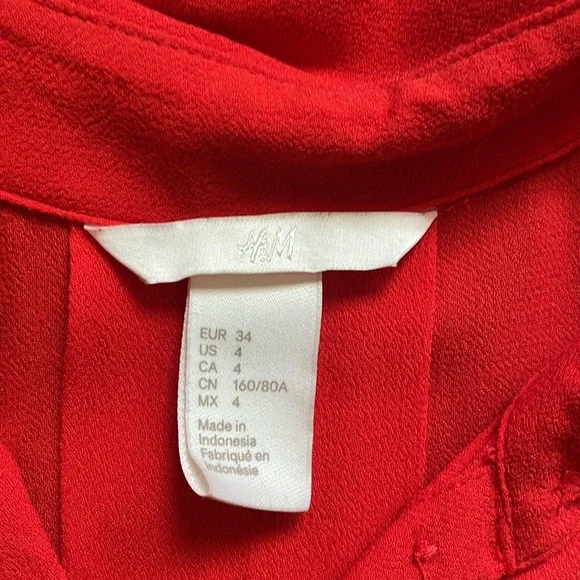 H&M
EUR 34
US 4
CA 4
CN 160/80A
MX 4
Made in
Indonesia
Fabriqué en
Indonésie